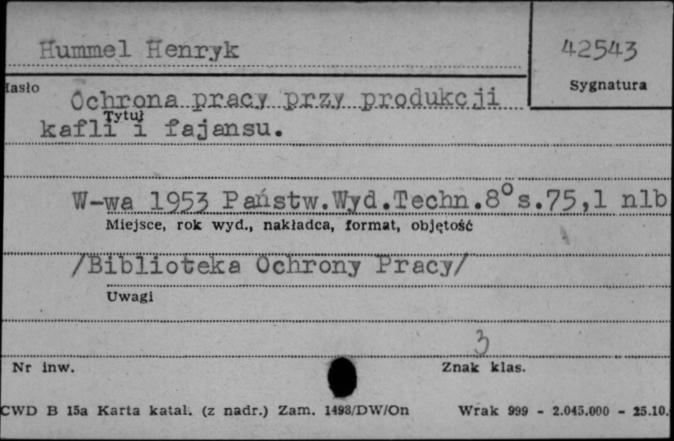 Hummel Henryk
42543
Hasło
Sygnatura
Ochrona pracy przy produkcji
Tytuł
kafli i fajansu.
W-wa 1953 Państw.Wyd.Techn.8° s.75,1 nlb
Miejsce, rok wyd., nakładca, format, objętość
/Biblioteka Ochrony Pracy/
Uwagi
3
Nr inw.
Znak klas.
CWD B 15a Karta katal. (z nadr.) Zam. 1493/DW/On Wrak 999 - 2.045.000 - 25.10.